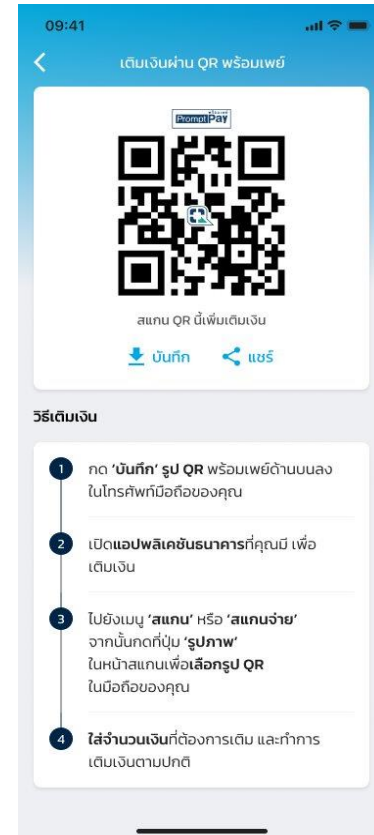 09:41
เติมเงินผ่าน QR พร้อมเพย์
PromptPay
สแกน QR นี้เพิ่มเติมเงิน
บันทึก แชร์
วิธีเติมเงิน
1 กด ‘บันทึก’ รูป QR พร้อมเพย์ด้านบนลง
ในโทรศัพท์มือถือของคุณ
2 เปิดแอปพลิเคชันธนาคารที่คุณมี เพื่อ
เติมเงิน
3 ไปยังเมนู ‘สแกน’ หรือ ‘สแกนจ่าย’
จากนั้นกดที่ปุ่ม ‘รูปภาพ’
ในหน้าสแกนเพื่อเลือกรูป QR
ในมือถือของคุณ
4 ใส่จำนวนเงินที่ต้องการเติม และทำการ
เติมเงินตามปกติ